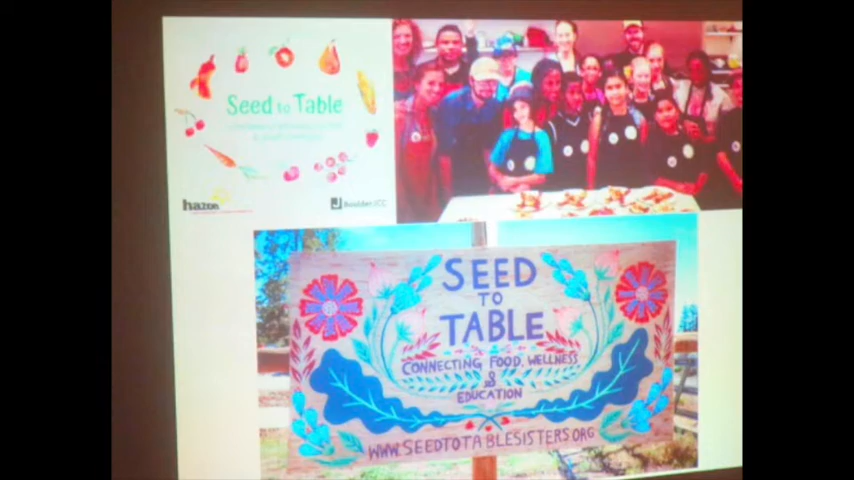 Seed to Table
hazon
Boulder JCC
SEED
TO
TABLE
CONNECTING FOOD, WELLNESS
&
EDUCATION
WWW.SEEDTOTABLESISTERS.ORG